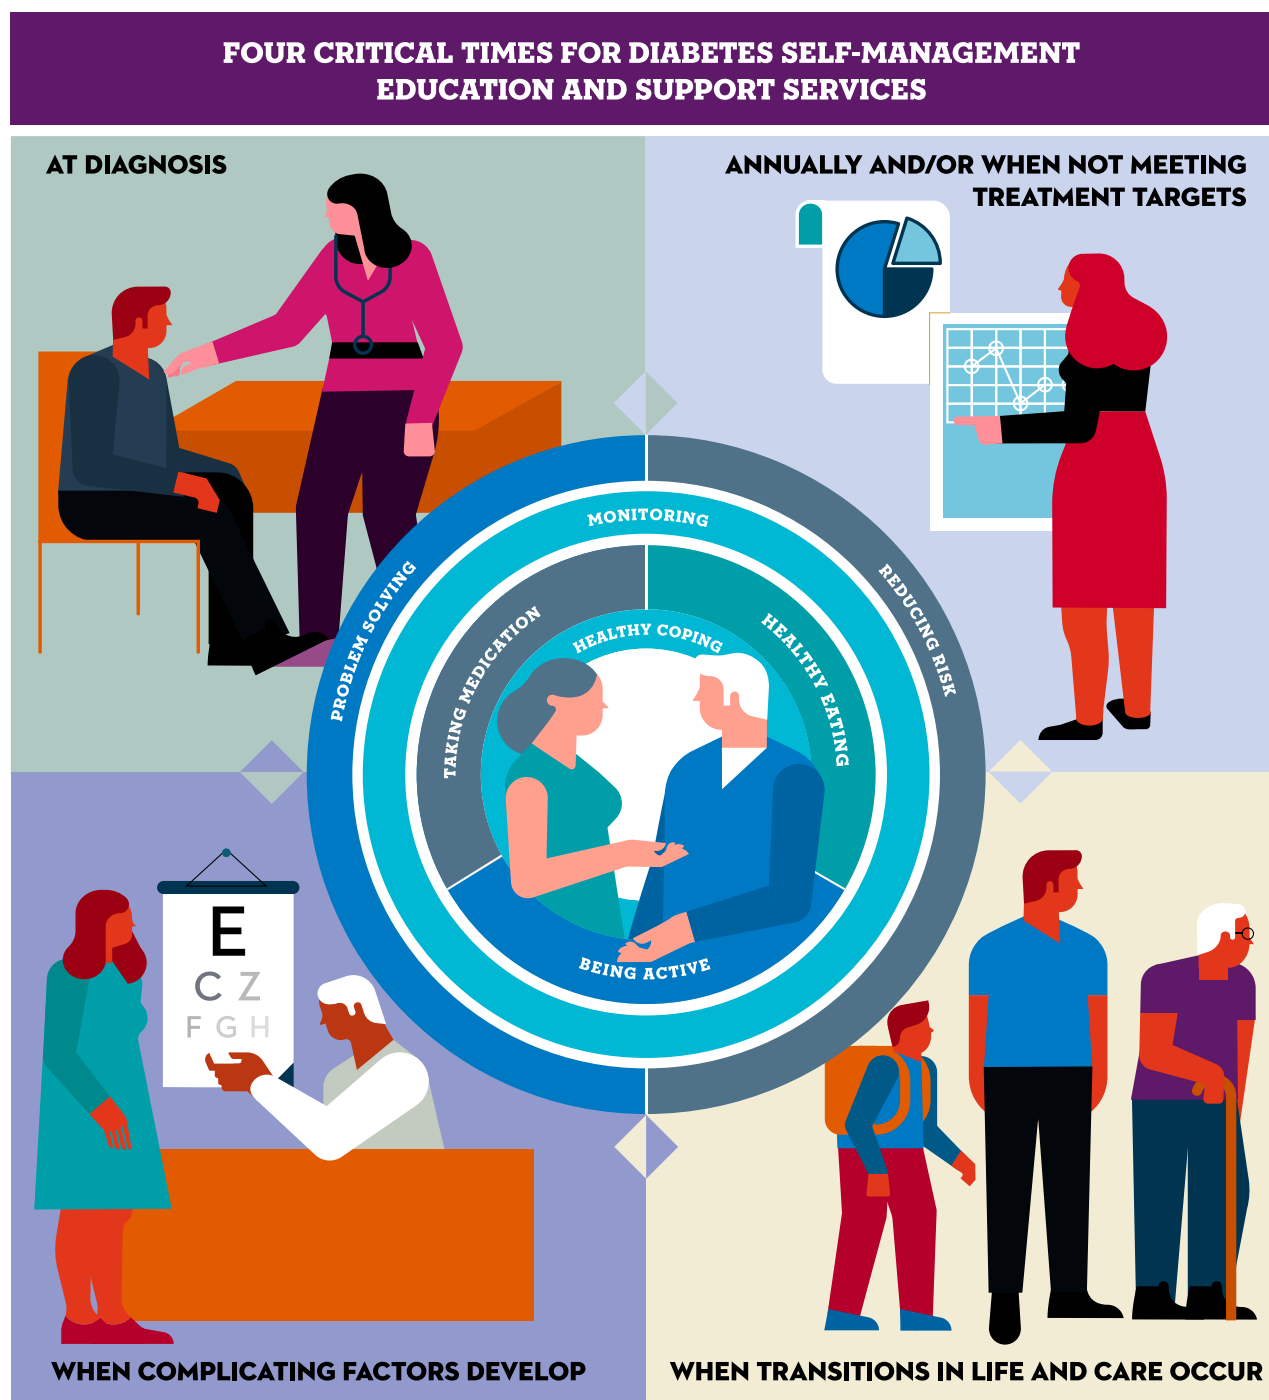 FOUR CRITICAL TIMES FOR DIABETES SELF-MANAGEMENT
EDUCATION AND SUPPORT SERVICES
AT DIAGNOSIS
ANNUALLY AND/OR WHEN NOT MEETING
TREATMENT TARGETS
PROBLEM SOLVING
MONITORING
REDUCING RISK
TAKING MEDICATION
HEALTHY COPING
HEALTHY EATING
BEING ACTIVE
E
C Z
F G H
WHEN COMPLICATING FACTORS DEVELOP
WHEN TRANSITIONS IN LIFE AND CARE OCCUR